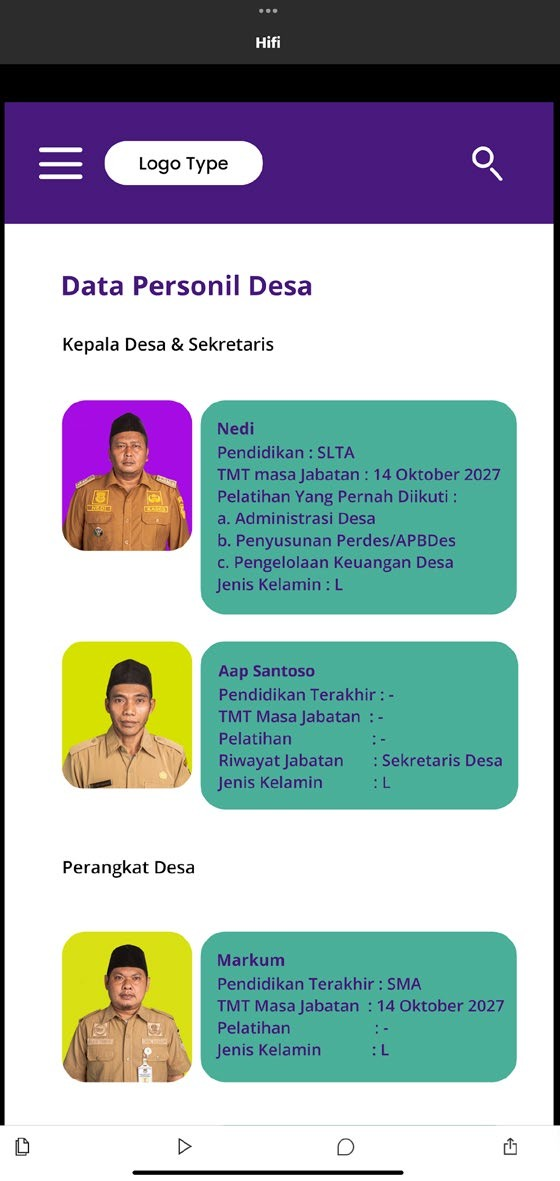 Hifi
Logo Type
Data Personil Desa
Kepala Desa & Sekretaris
Nedi
Pendidikan : SLTA
TMT masa Jabatan : 14 Oktober 2027
Pelatihan Yang Pernah Diikuti :
a. Administrasi Desa
b. Penyusunan Perdes/APBDes
c. Pengelolaan Keuangan Desa
Jenis Kelamin : L
Aap Santoso
Pendidikan Terakhir : -
TMT Masa Jabatan : -
Pelatihan : -
Riwayat Jabatan : Sekretaris Desa
Jenis Kelamin : L
Perangkat Desa
Markum
Pendidikan Terakhir : SMA
TMT Masa Jabatan : 14 Oktober 2027
Pelatihan : -
Jenis Kelamin : L